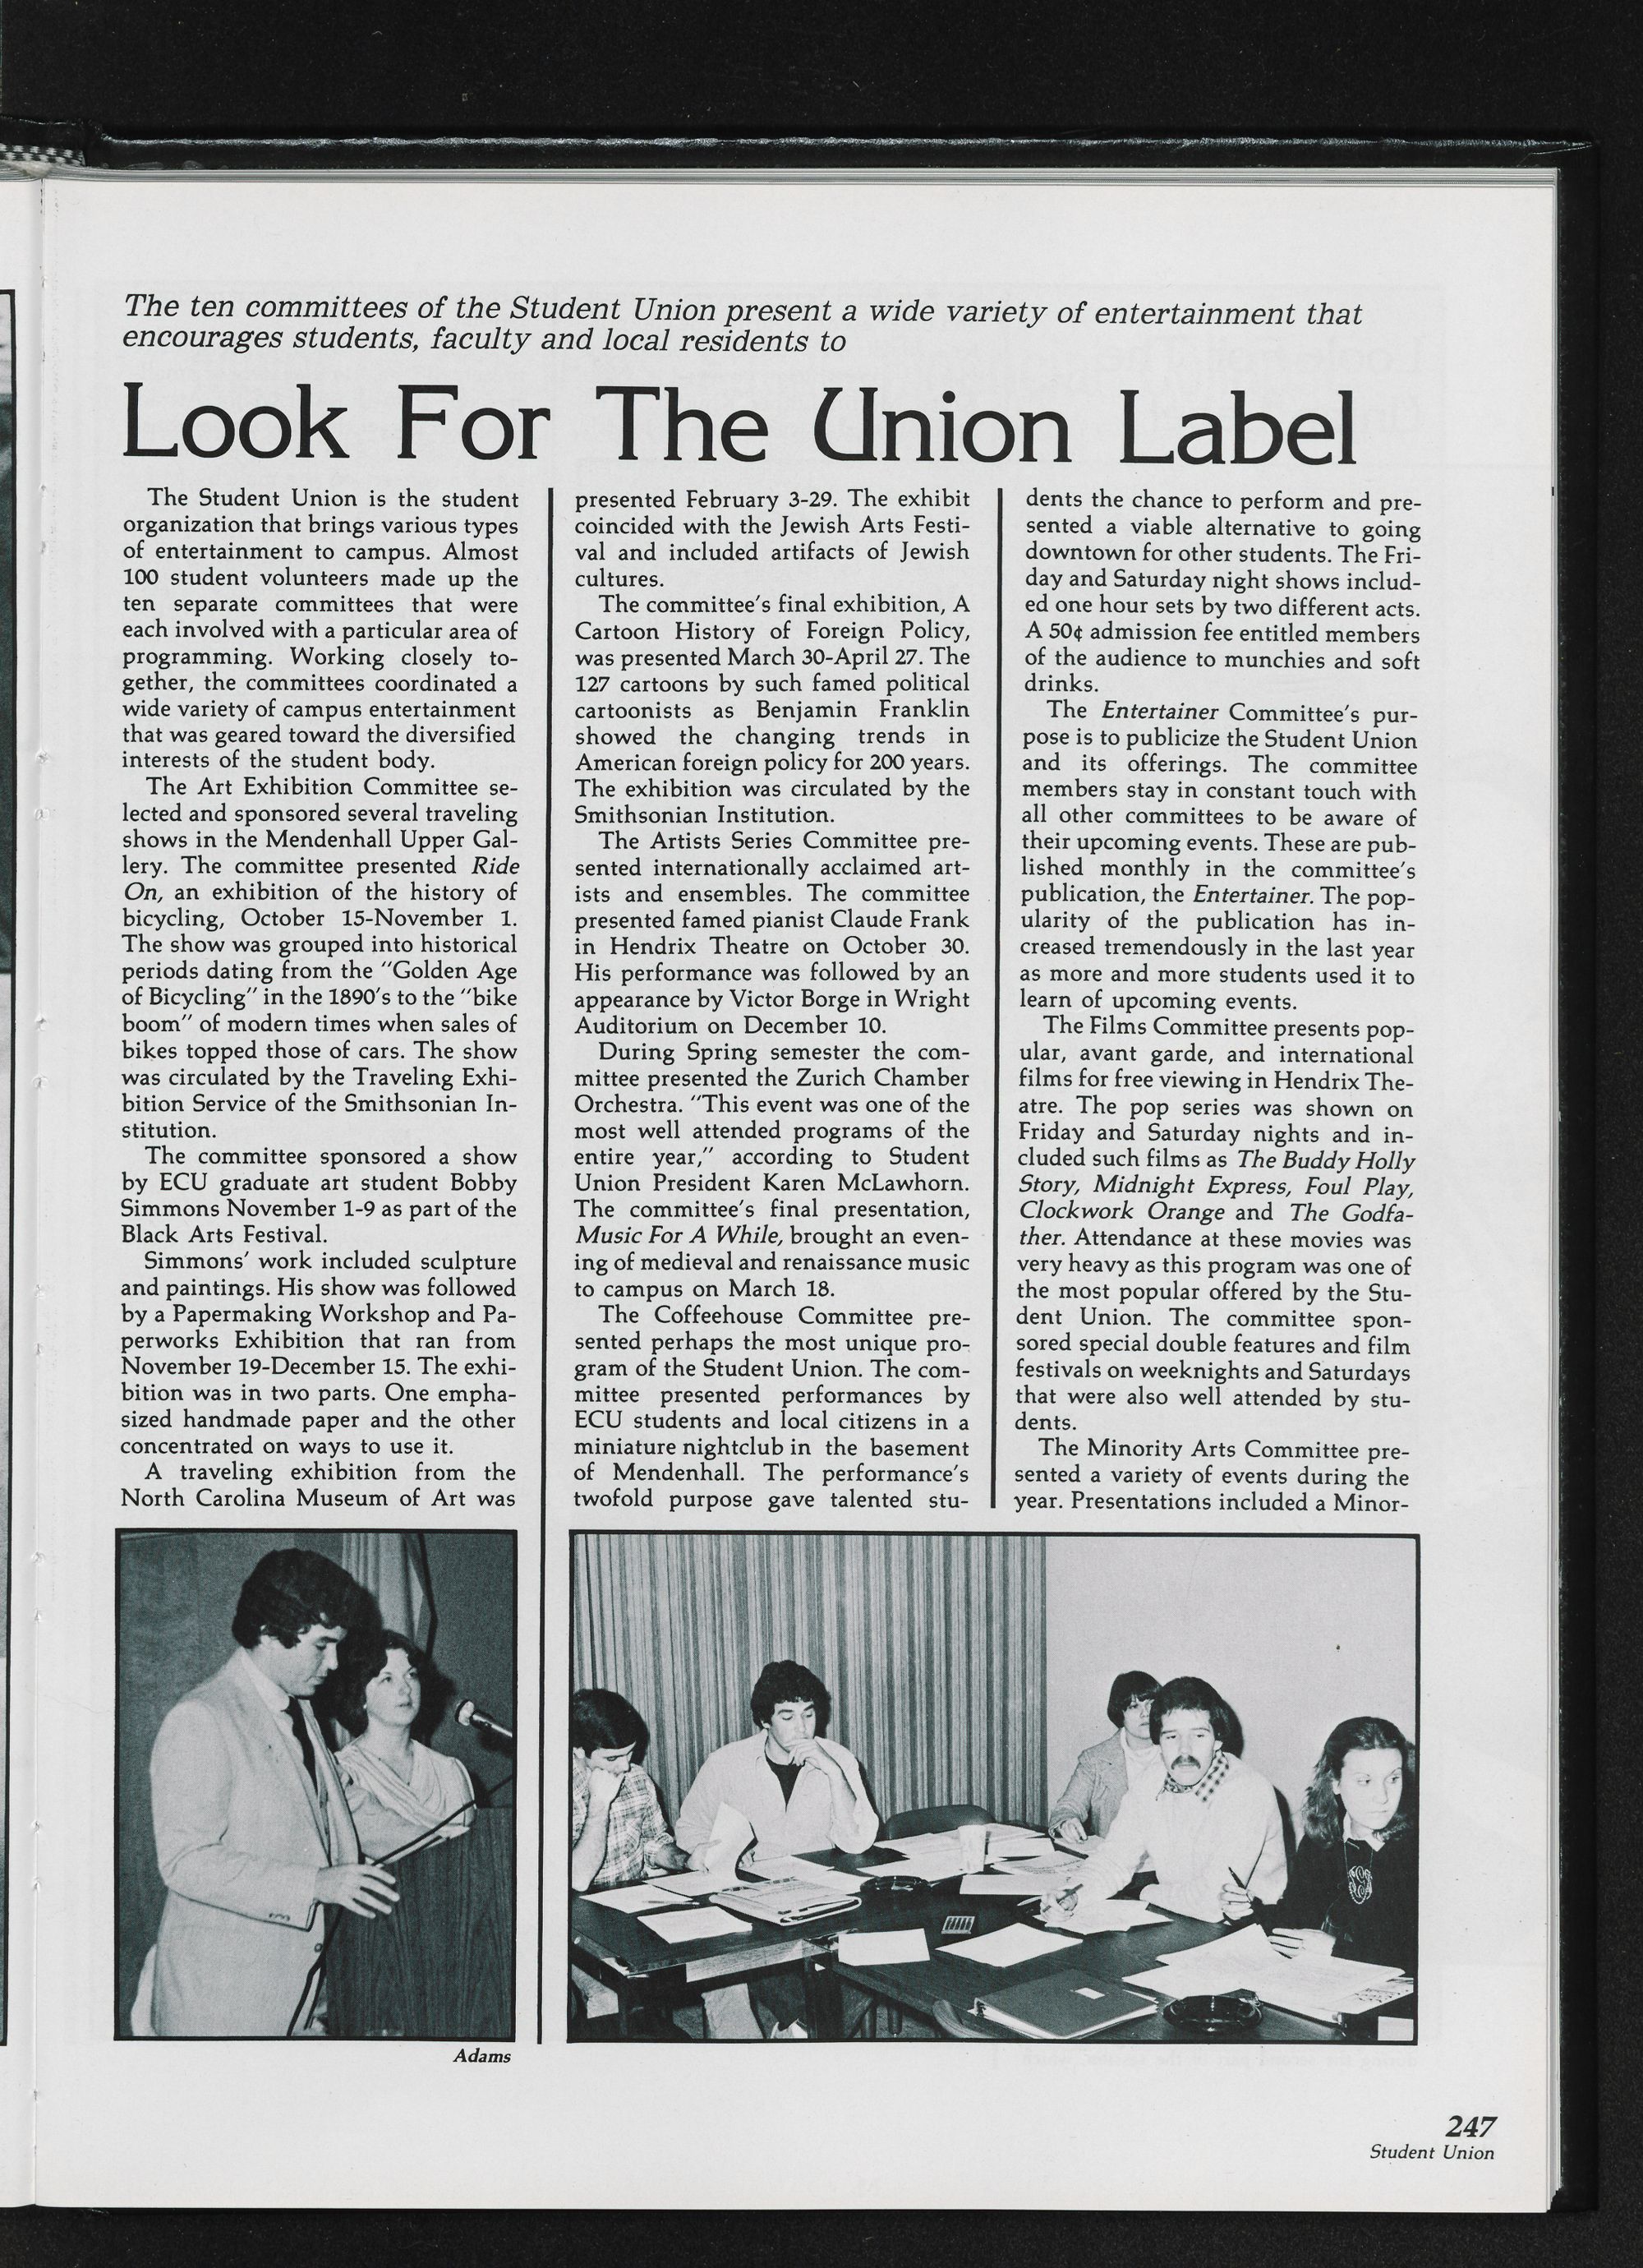 The ten committees of the Student Union present a wide variety of entertainment that
encourages students, faculty and local residents to
Look For The Union Label
The Student Union is the student
organization that brings various types
of entertainment to campus. Almost
100 student volunteers made up the
ten separate committees that were
each involved with a particular area of
programming. Working closely to-
gether, the committees coordinated a
wide variety of campus entertainment
that was geared toward the diversified
interests of the student body.
The Art Exhibition Committee se-
lected and sponsored several traveling
shows in the Mendenhall Upper Gal-
lery. The committee presented Ride
On, an exhibition of the history of
bicycling, October 15-November 1.
The show was grouped into historical
periods dating from the "Golden Age
of Bicycling" in the 1890's to the "bike
boom" of modern times when sales of
bikes topped those of cars. The show
was circulated by the Traveling Exhi-
bition Service of the Smithsonian In-
stitution.
The committee sponsored a show
by ECU graduate art student Bobby
Simmons November 1-9 as part of the
Black Arts Festival.
Simmons' work included sculpture
and paintings. His show was followed
by a Papermaking Workshop and Pa-
perworks Exhibition that ran from
November 19-December 15. The exhi-
bition was in two parts. One empha-
sized handmade paper and the other
concentrated on ways to use it.
A traveling exhibition from the
North Carolina Museum of Art was
presented February 3-29. The exhibit
coincided with the Jewish Arts Festi-
val and included artifacts of Jewish
cultures.
The committee's final exhibition, A
Cartoon History of Foreign Policy,
was presented March 30-April 27. The
127 cartoons by such famed political
cartoonists as Benjamin Franklin
showed the changing trends in
American foreign policy for 200 years.
The exhibition was circulated by the
Smithsonian Institution.
The Artists Series Committee pre-
sented internationally acclaimed art-
ists and ensembles. The committee
presented famed pianist Claude Frank
in Hendrix Theatre on October 30.
His performance was followed by an
appearance by Victor Borge in Wright
Auditorium on December 10.
During Spring semester the com-
mittee presented the Zurich Chamber
Orchestra. "This event was one of the
most well attended programs of the
entire year," according to Student
Union President Karen McLawhorn.
The committee's final presentation,
Music For A While, brought an even-
ing of medieval and renaissance music
to campus on March 18.
The Coffeehouse Committee pre-
sented perhaps the most unique pro-
gram of the Student Union. The com-
mittee presented performances by
ECU students and local citizens in a
miniature nightclub in the basement
of Mendenhall. The performance's
twofold purpose gave talented stu-
dents the chance to perform and pre-
sented a viable alternative to going
downtown for other students. The Fri-
day and Saturday night shows includ-
ed one hour sets by two different acts.
A 50¢ admission fee entitled members
of the audience to munchies and soft
drinks.
The Entertainer Committee's pur-
pose is to publicize the Student Union
and its offerings. The committee
members stay in constant touch with
all other committees to be aware of
their upcoming events. These are pub-
lished monthly in the committee's
publication, the Entertainer. The pop-
ularity of the publication has in-
creased tremendously in the last year
as more and more students used it to
learn of upcoming events.
The Films Committee presents pop-
ular, avant garde, and international
films for free viewing in Hendrix The-
atre. The pop series was shown on
Friday and Saturday nights and in-
cluded such films as The Buddy Holly
Story, Midnight Express, Foul Play,
Clockwork Orange and The Godfa-
ther. Attendance at these movies was
very heavy as this program was one of
the most popular offered by the Stu-
dent Union. The committee spon-
sored special double features and film
festivals on weeknights and Saturdays
that were also well attended by stu-
dents.
The Minority Arts Committee pre-
sented a variety of events during the
year. Presentations included a Minor-
Adams
247
Student Union